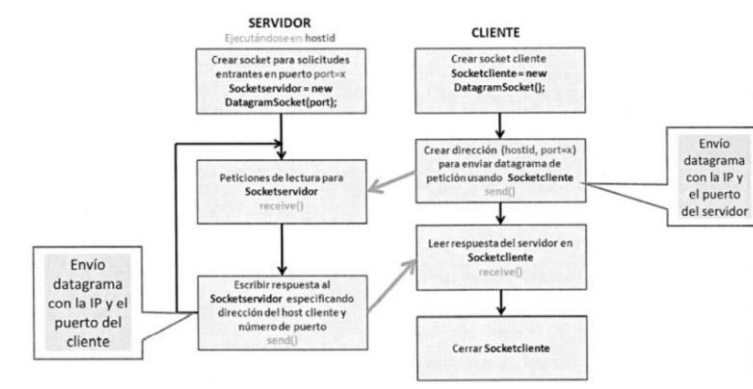 SERVIDOR
Ejecutándose en hostid
Crear socket para solicitudes
entrantes en puerto port=x
Socketservidor = new
DatagramSocket(port);
Peticiones de lectura para
Socketservidor
receive()
Escribir respuesta al
Socketservidor especificando
dirección del host cliente y
número de puerto
send()
Envío
datagrama
con la IP y el
puerto del
cliente
CLIENTE
Crear socket cliente
Socketcliente = new
DatagramSocket();
Crear dirección (hostid, port=x)
para enviar datagrama de
petición usando Socketcliente
send()
Leer respuesta del servidor en
Socketcliente
receive()
Cerrar Socketcliente
Envío
datagrama
con la IP y
el puerto
del servidor